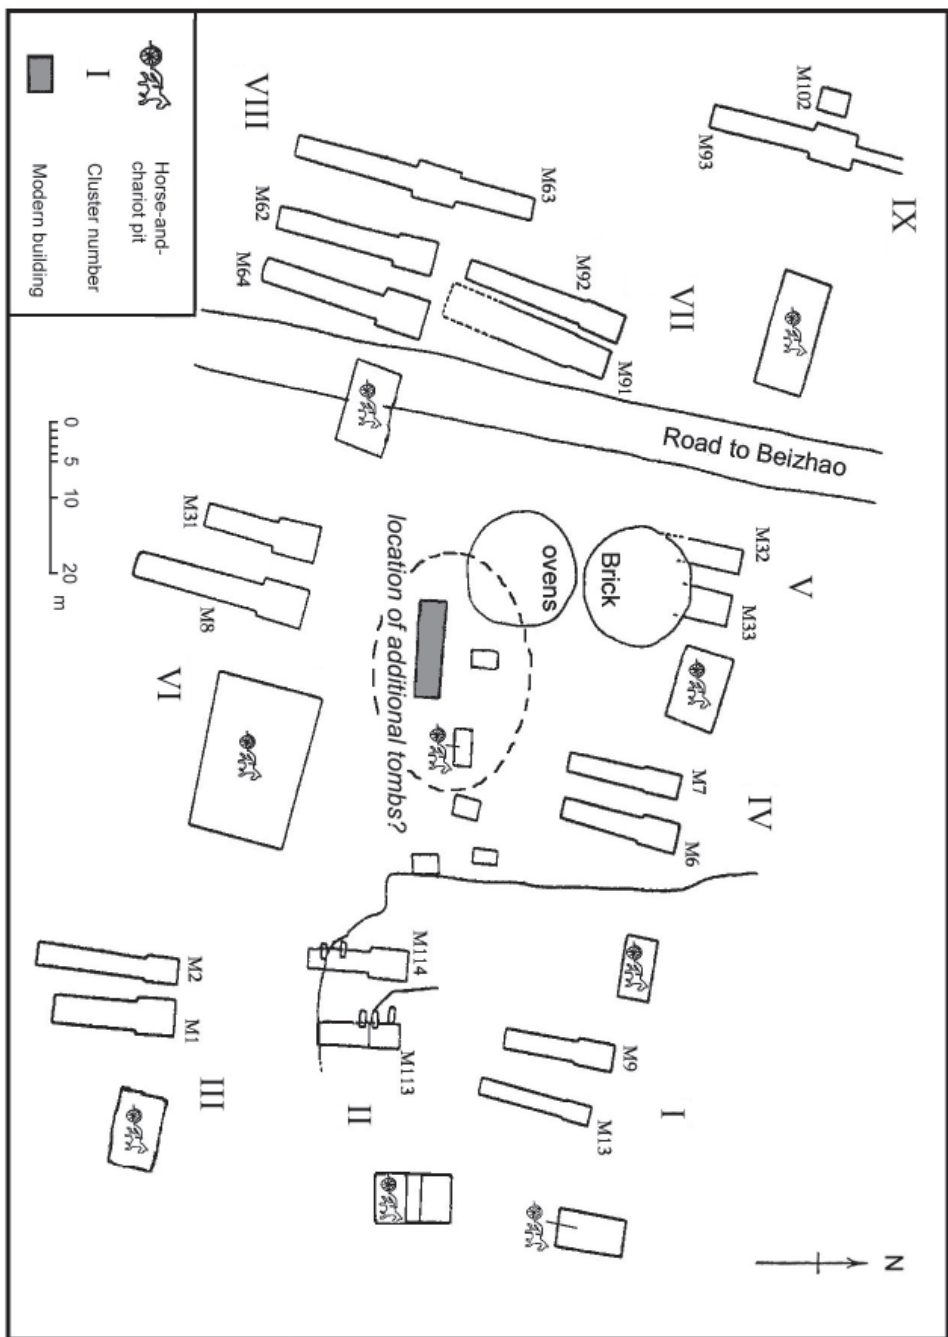 IX
M102
M93
VIII
M63
M62
M64
VII
M92
M91
Road to Beizhao
V
M32
M33
Brick
ovens
location of additional tombs?
M31
M8
VI
IV
M7
M6
M114
M113
II
M2
M1
III
I
M9
M13
N
0 5 10 20 m
Horse-and-
chariot pit
I
Cluster number
Modern building